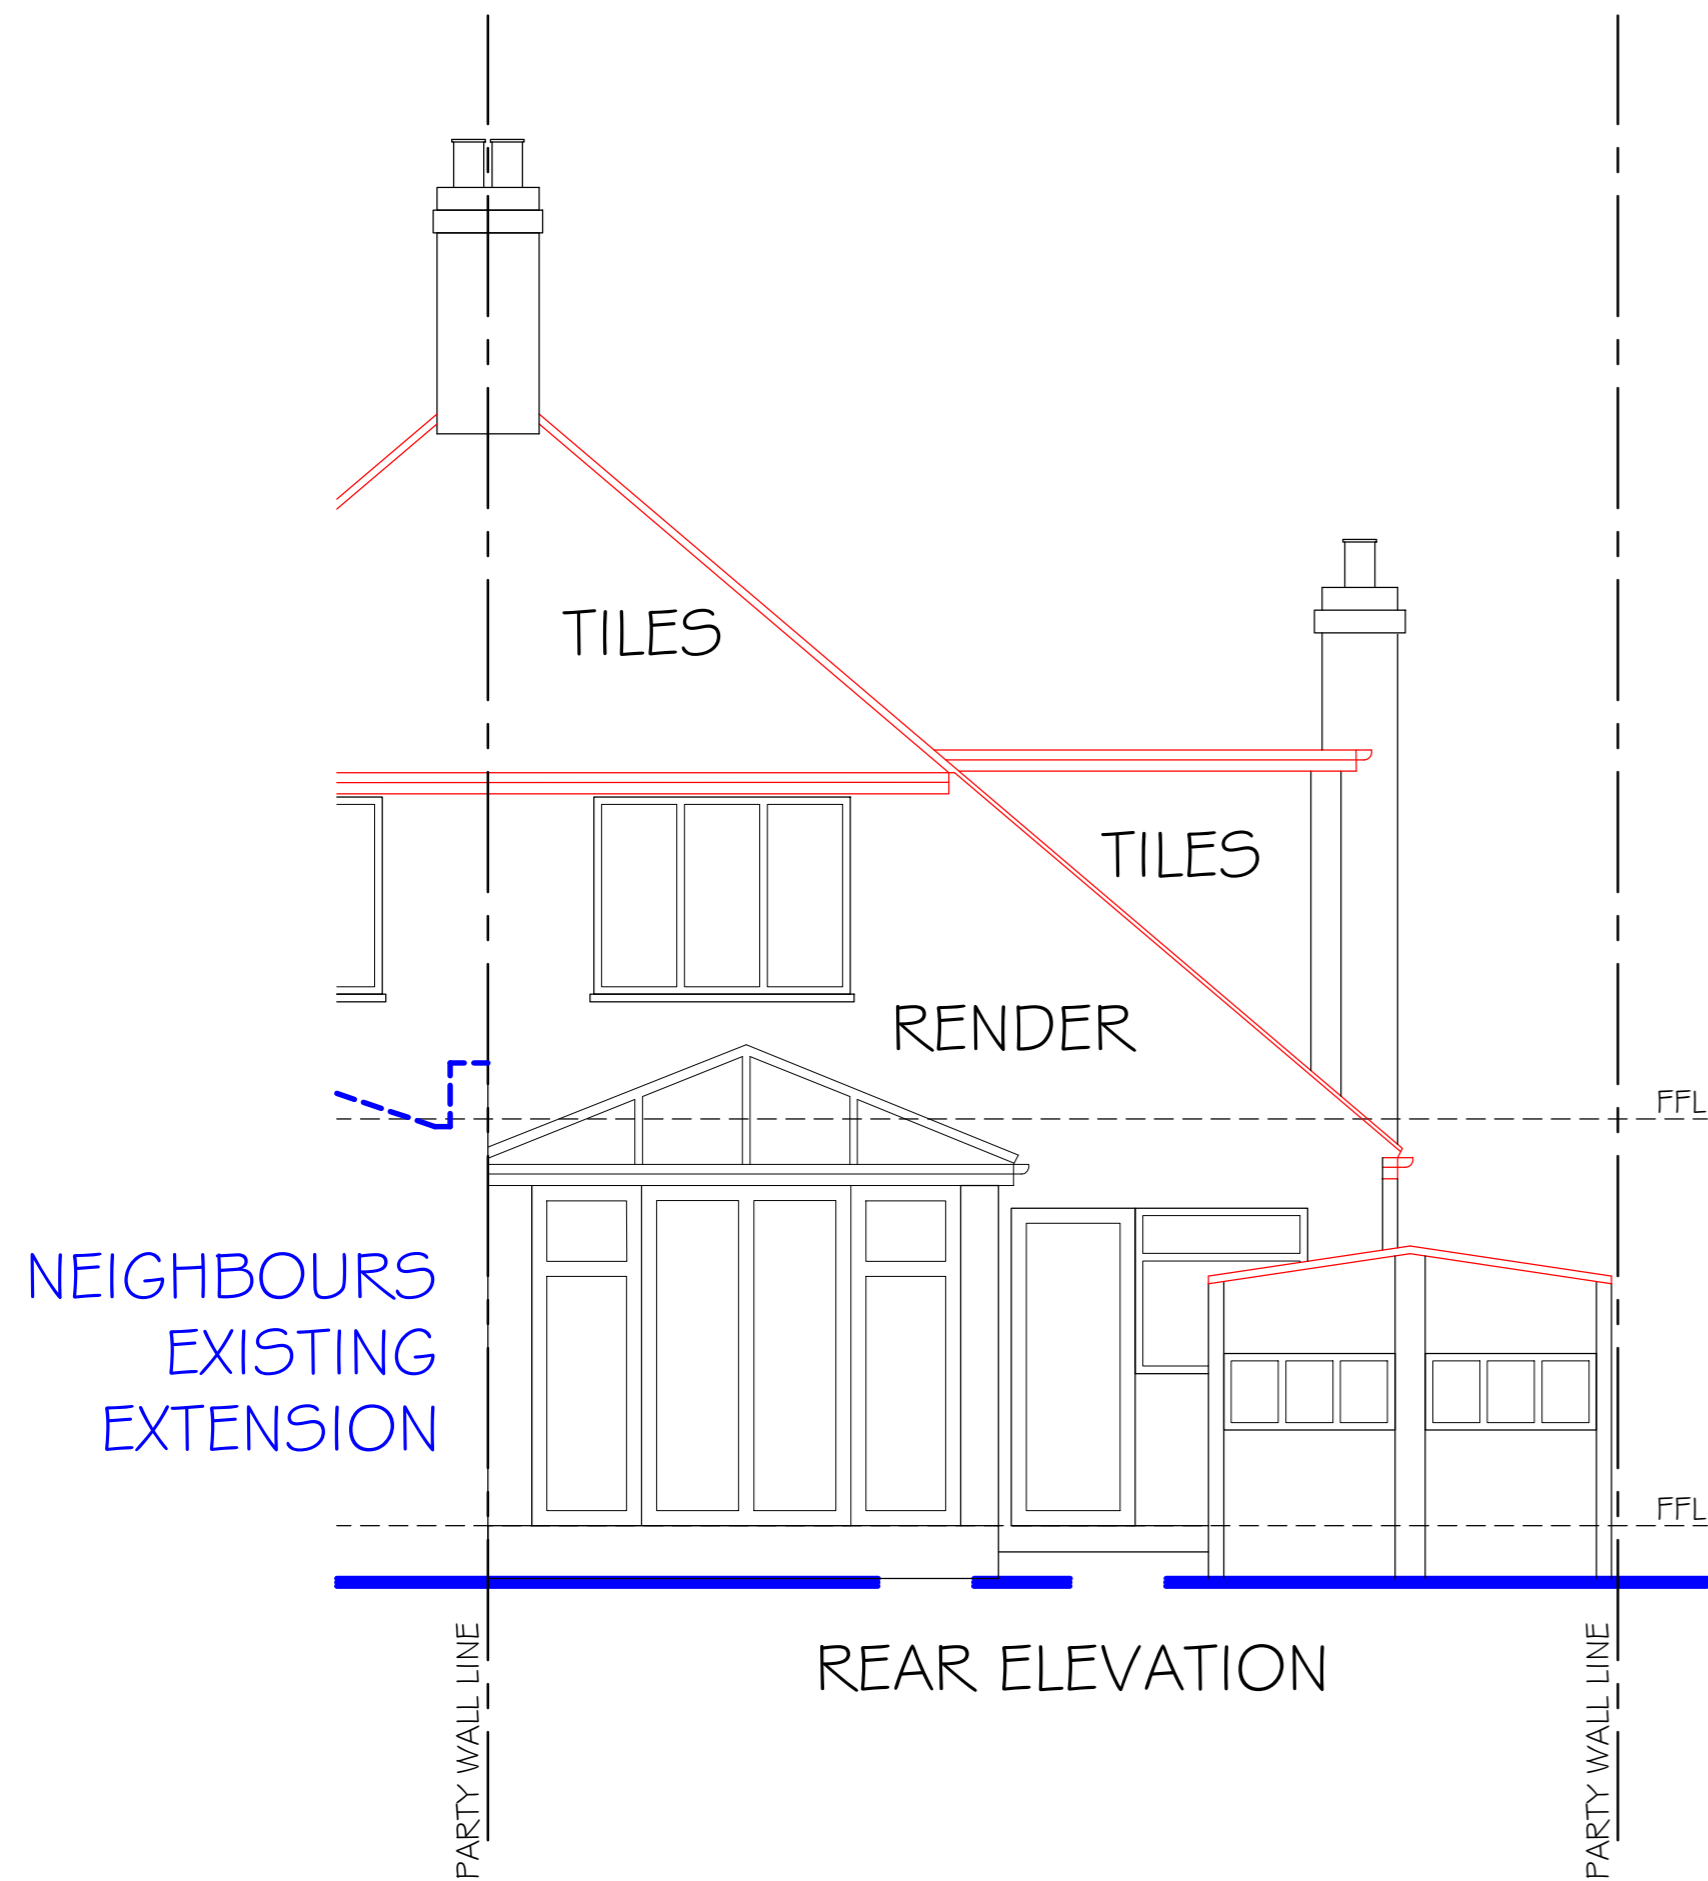 TILES
TILES
RENDER
FFL
NEIGHBOURS
EXISTING
EXTENSION
FFL
REAR ELEVATION
PARTY WALL LINE
PARTY WALL LINE